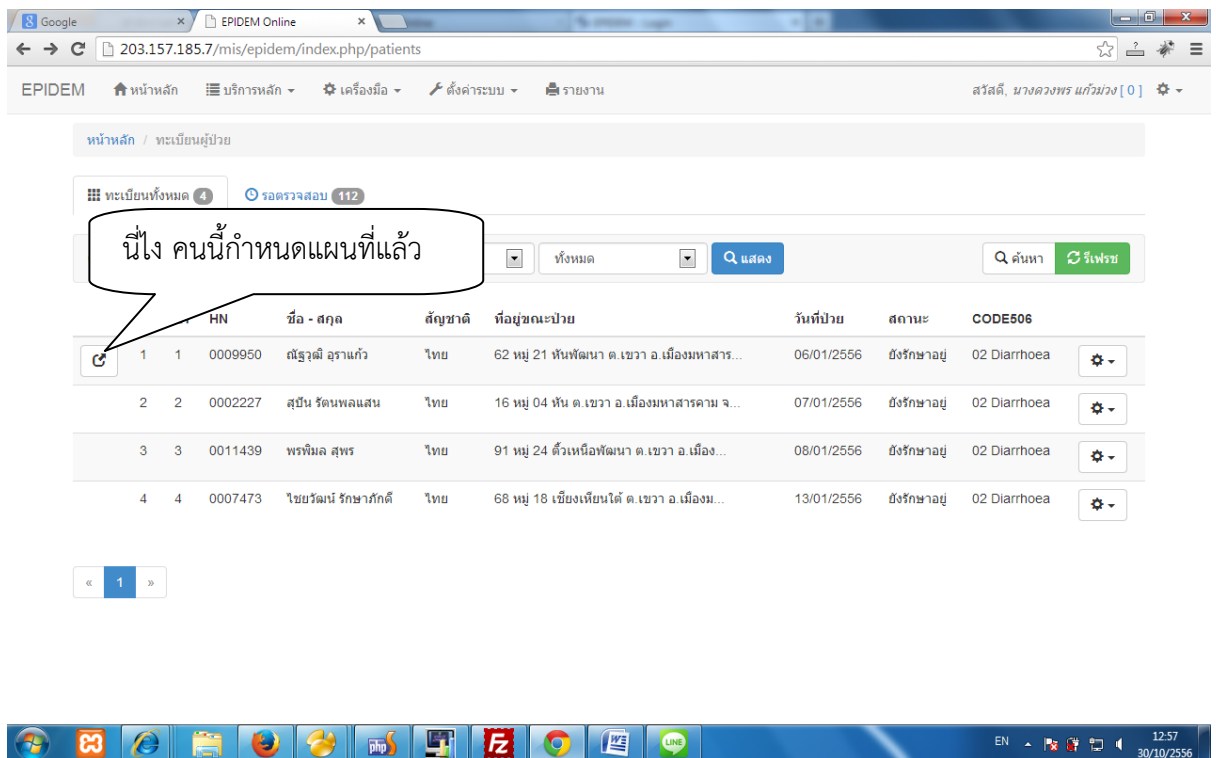 Google
EPIDEM Online
203.157.185.7/mis/epidem/index.php/patients
EPIDEM หน้าหลัก บริการหลัก เครื่องมือ ตั้งค่าระบบ รายงาน สวัสดี, นางดวงพร แก้วม่วง [ 0 ]
หน้าหลัก / ทะเบียนผู้ป่วย
ทะเบียนทั้งหมด 4 รอตรวจสอบ 112
นี่ไง คนนี้กำหนดแผนที่แล้ว
ทั้งหมด แสดง ค้นหา รีเฟรช
HN ชื่อ - สกุล สัญชาติ ที่อยู่ขณะป่วย วันที่ป่วย สถานะ CODE506
1 1 0009950 ณัฐวุฒิ อุราแก้ว ไทย 62 หมู่ 21 หันพัฒนา ต.เขวา อ.เมืองมหาสาร... 06/01/2556 ยังรักษาอยู่ 02 Diarrhoea
2 2 0002227 สุบัน รัตนพลแสน ไทย 16 หมู่ 04 หัน ต.เขวา อ.เมืองมหาสารคาม จ... 07/01/2556 ยังรักษาอยู่ 02 Diarrhoea
3 3 0011439 พรพิมล สุพร ไทย 91 หมู่ 24 ติ้วเหนือพัฒนา ต.เขวา อ.เมือง... 08/01/2556 ยังรักษาอยู่ 02 Diarrhoea
4 4 0007473 ไชยวัฒน์ รักษาภักดี ไทย 68 หมู่ 18 เชียงเหียนใต้ ต.เขวา อ.เมืองม... 13/01/2556 ยังรักษาอยู่ 02 Diarrhoea
« 1 »
EN 12:57
30/10/2556